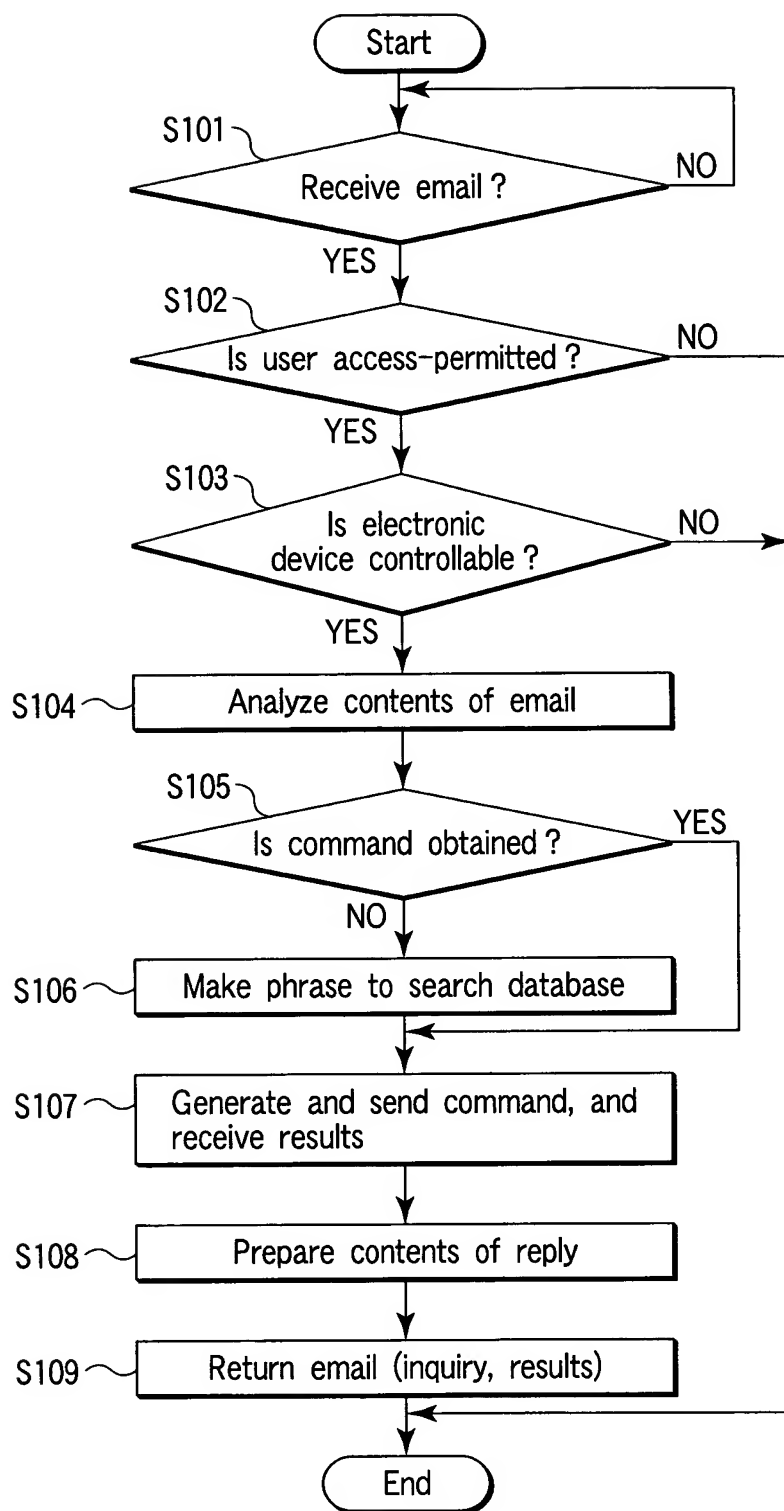 Start
S101
Receive email?
NO
YES
S102
Is user access-permitted?
NO
YES
S103
Is electronic
device controllable?
NO
YES
S104
Analyze contents of email
S105
Is command obtained?
YES
NO
S106
Make phrase to search database
S107
Generate and send command, and
receive results
S108
Prepare contents of reply
S109
Return email (inquiry, results)
End